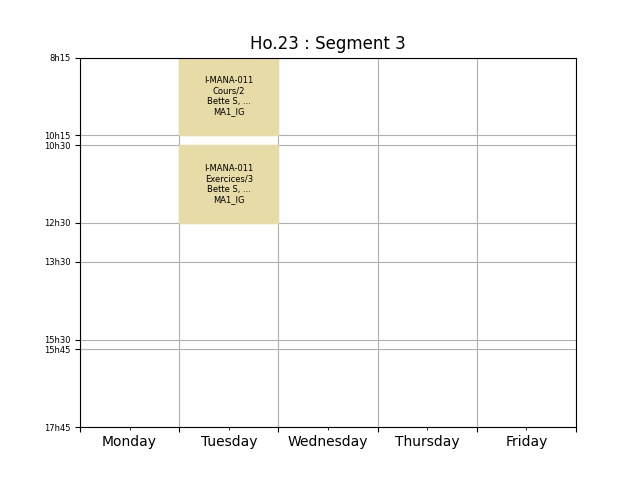 Ho.23 : Segment 3
8h15
I-MANA-011
Cours/2
Bette S, ...
MA1_IG
10h15
10h30
I-MANA-011
Exercices/3
Bette S, ...
MA1_IG
12h30
13h30
15h30
15h45
17h45
Monday Tuesday Wednesday Thursday Friday